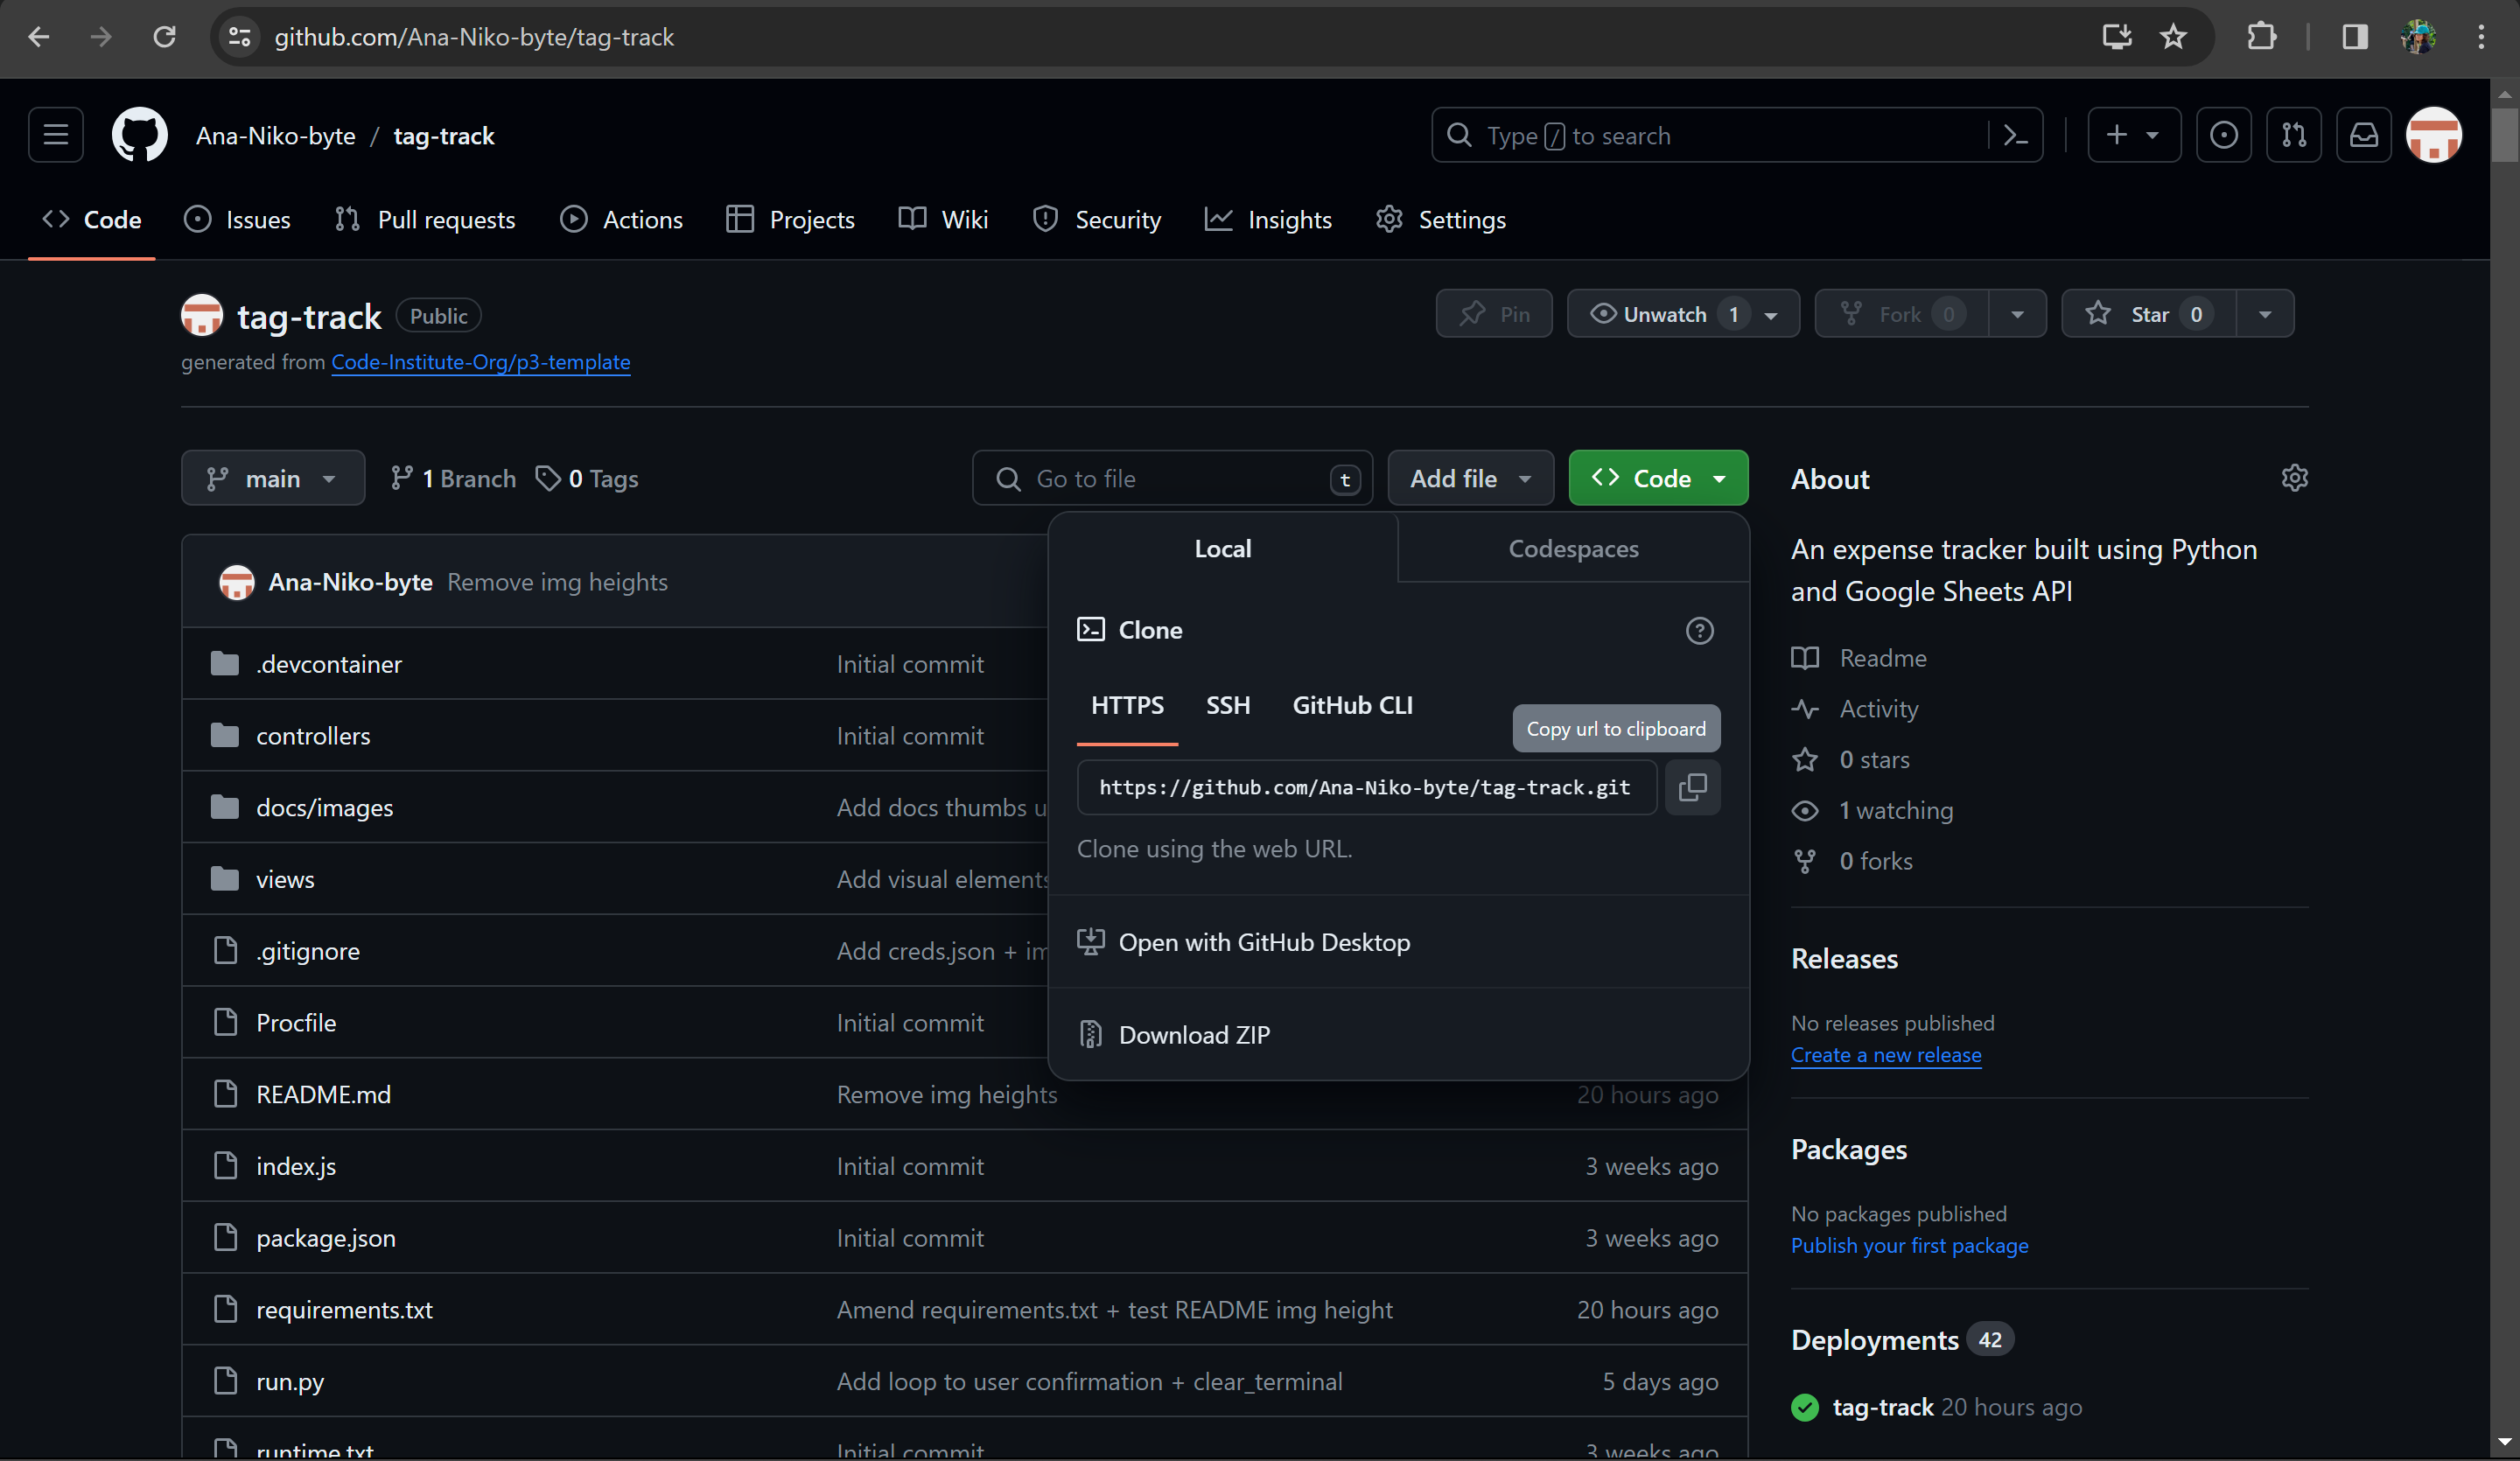 github.com/Ana-Niko-byte/tag-track
Ana-Niko-byte / tag-track
Type / to search
Code Issues Pull requests Actions Projects Wiki Security Insights Settings
tag-track Public
Pin Unwatch 1 Fork 0 Star 0
generated from Code-Institute-Org/p3-template
main 1 Branch 0 Tags Go to file t Add file Code
About
An expense tracker built using Python
and Google Sheets API
Readme
Activity
0 stars
1 watching
0 forks
Releases
No releases published
Create a new release
Packages
No packages published
Publish your first package
Deployments 42
tag-track 20 hours ago
Local Codespaces
Clone
HTTPS SSH GitHub CLI
Copy url to clipboard
https://github.com/Ana-Niko-byte/tag-track.git
Clone using the web URL.
Open with GitHub Desktop
Download ZIP
Ana-Niko-byte Remove img heights
.devcontainer Initial commit
controllers Initial commit
docs/images Add docs thumbs
views Add visual elements
.gitignore Add creds.json +
Procfile Initial commit
README.md Remove img heights 20 hours ago
index.js Initial commit 3 weeks ago
package.json Initial commit 3 weeks ago
requirements.txt Amend requirements.txt + test README img height 20 hours ago
run.py Add loop to user confirmation + clear_terminal 5 days ago
runtime.txt Initial commit 3 weeks ago